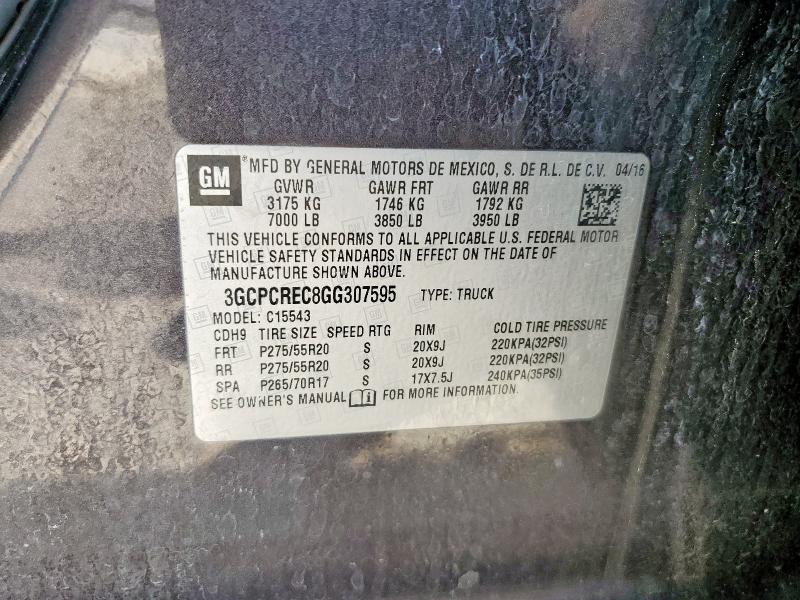 GM ® MFD BY GENERAL MOTORS DE MEXICO, S. DE R.L. DE C.V. 04/16
GVWR GAWR FRT GAWR RR
3175 KG 1746 KG 1792 KG
7000 LB 3850 LB 3950 LB
THIS VEHICLE CONFORMS TO ALL APPLICABLE U.S. FEDERAL MOTOR
VEHICLE SAFETY STANDARDS IN EFFECT ON THE DATE OF
MANUFACTURE SHOWN ABOVE.
3GCPCREC8GG307595 TYPE: TRUCK
MODEL: C15543
CDH9 TIRE SIZE SPEED RTG RIM COLD TIRE PRESSURE
FRT P275/55R20 S 20X9J 220KPA(32PSI)
RR P275/55R20 S 20X9J 220KPA(32PSI)
SPA P265/70R17 S 17X7.5J 240KPA(35PSI)
SEE OWNER'S MANUAL FOR MORE INFORMATION.